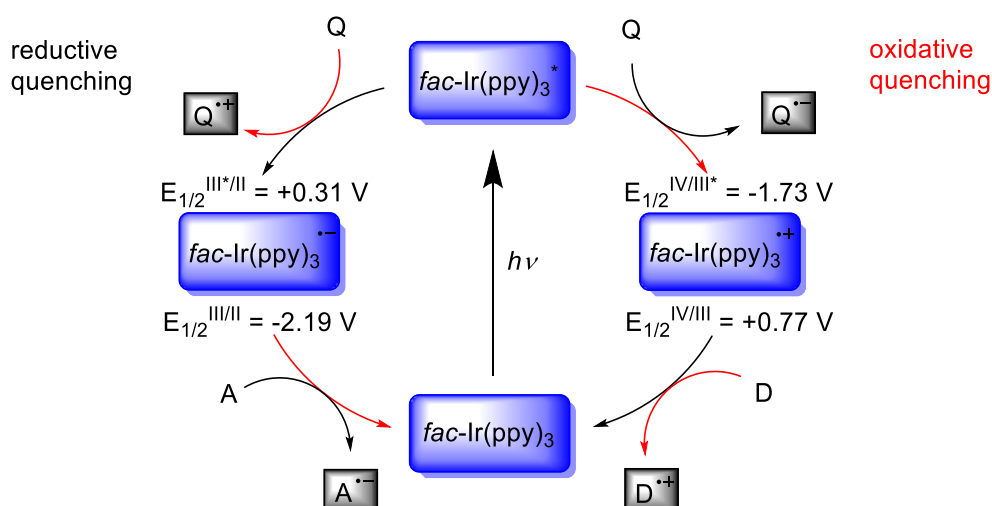 reductive
quenching
Q
fac-Ir(ppy)₃*
Q
oxidative
quenching
Q•+
Q•−
E₁/₂ᴵᴵᴵ*/ᴵᴵ = +0.31 V
E₁/₂ᴵⱽ/ᴵᴵᴵ* = -1.73 V
fac-Ir(ppy)₃•−
hν
fac-Ir(ppy)₃•+
E₁/₂ᴵᴵᴵ/ᴵᴵ = -2.19 V
E₁/₂ᴵⱽ/ᴵᴵᴵ = +0.77 V
A
fac-Ir(ppy)₃
D
A•−
D•+